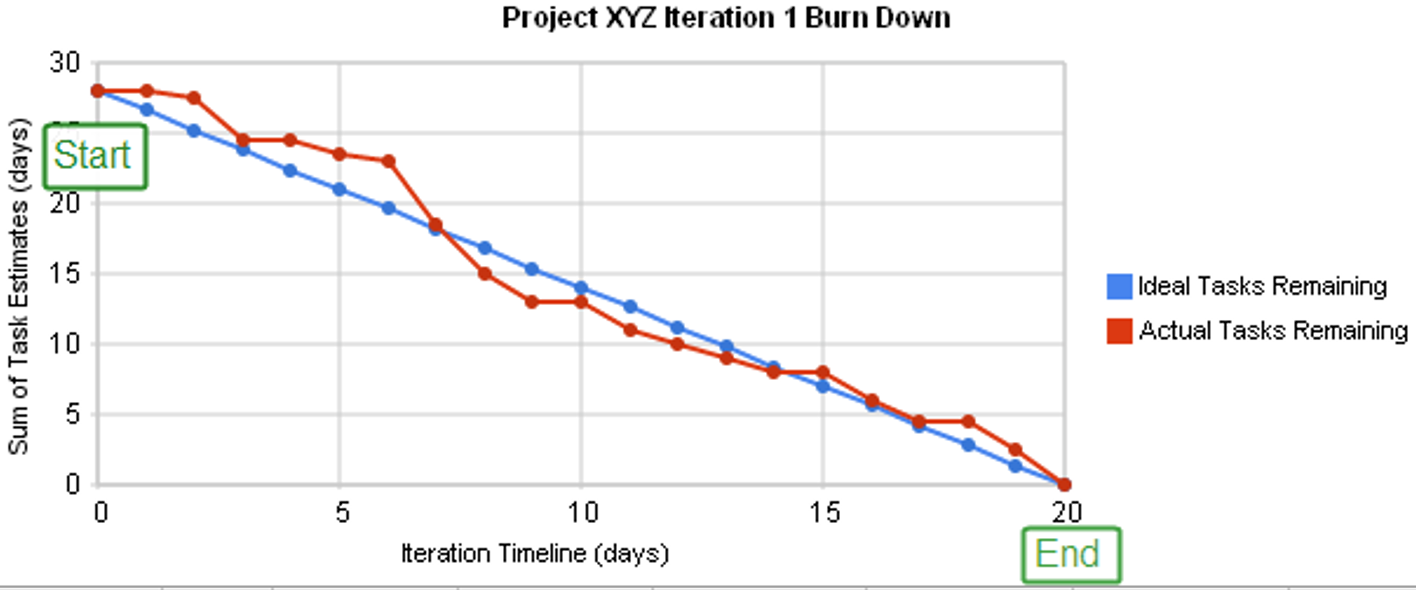 Project XYZ Iteration 1 Burn Down
Sum of Task Estimates (days)
30
Start
20
15
10
5
0
0 5 10 15 20
Iteration Timeline (days)
End
Ideal Tasks Remaining
Actual Tasks Remaining